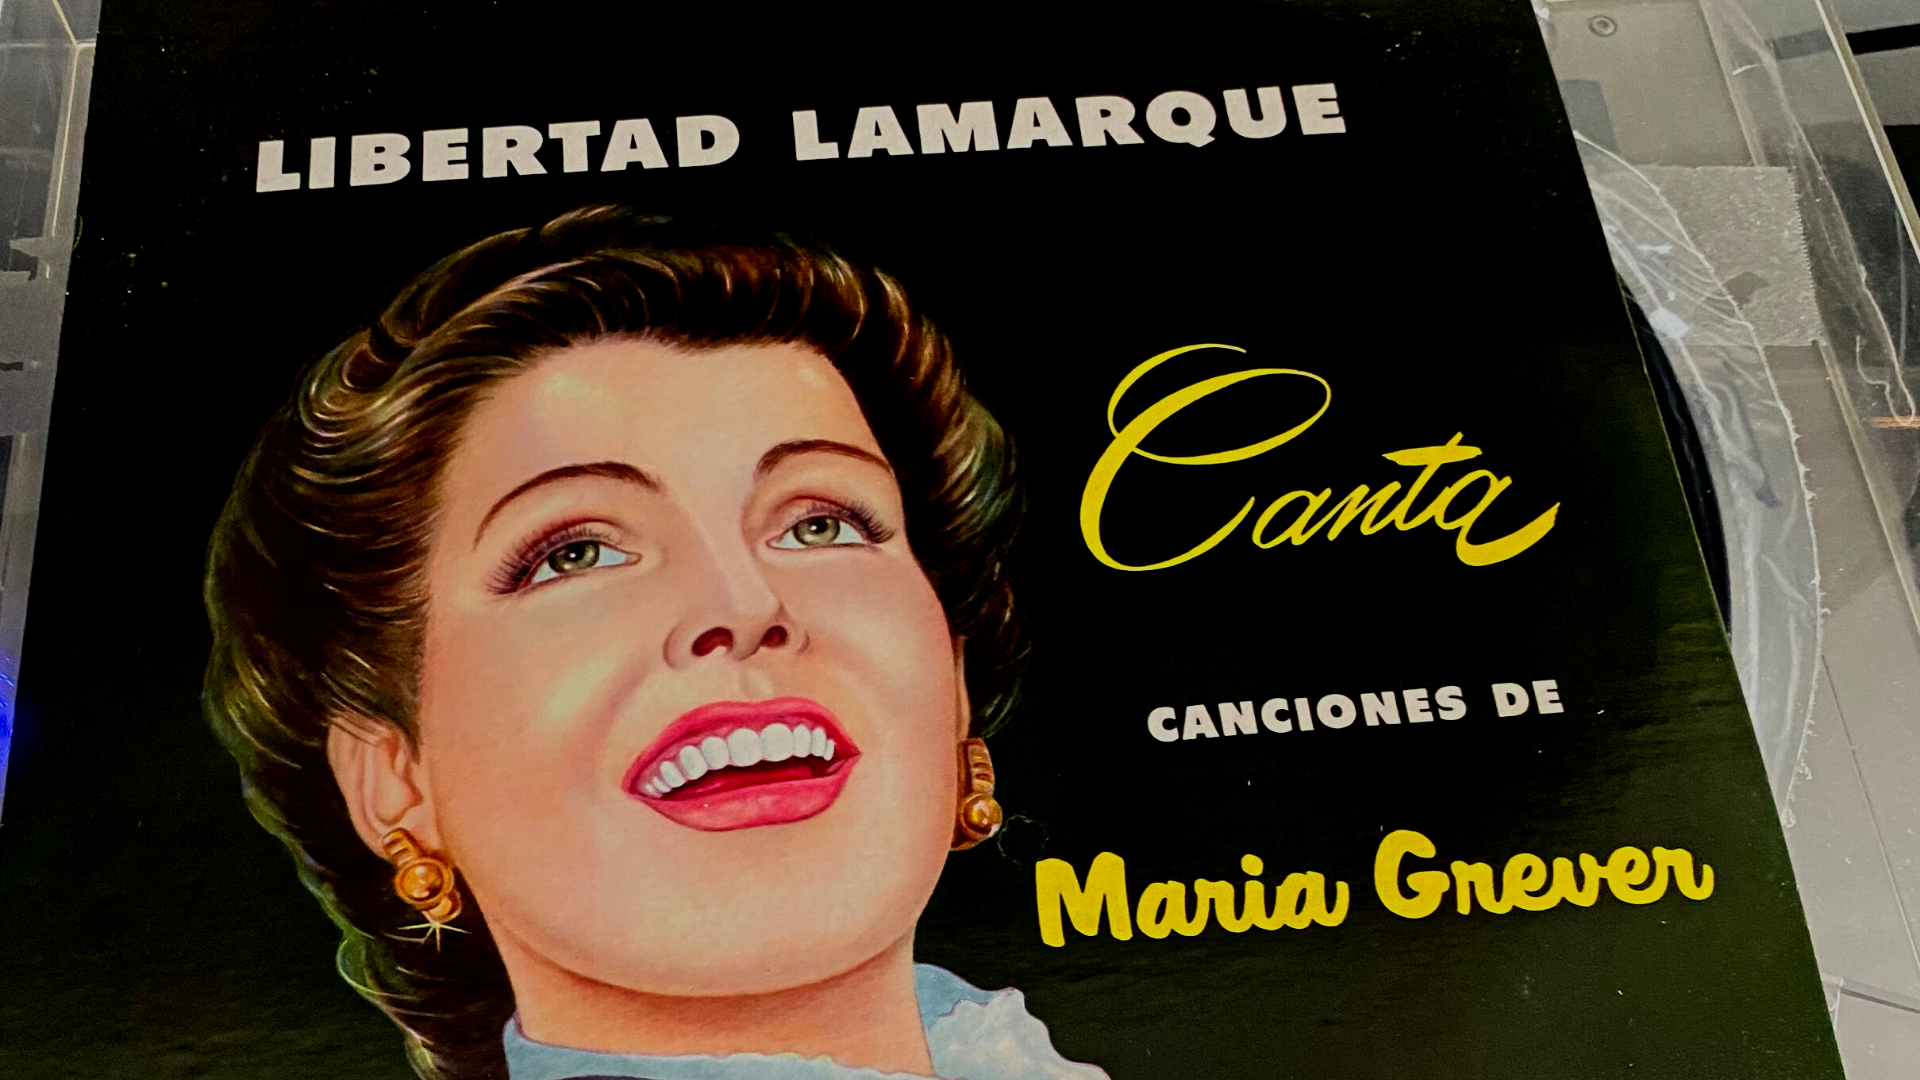 LIBERTAD LAMARQUE
Canta
CANCIONES DE
Maria Grever